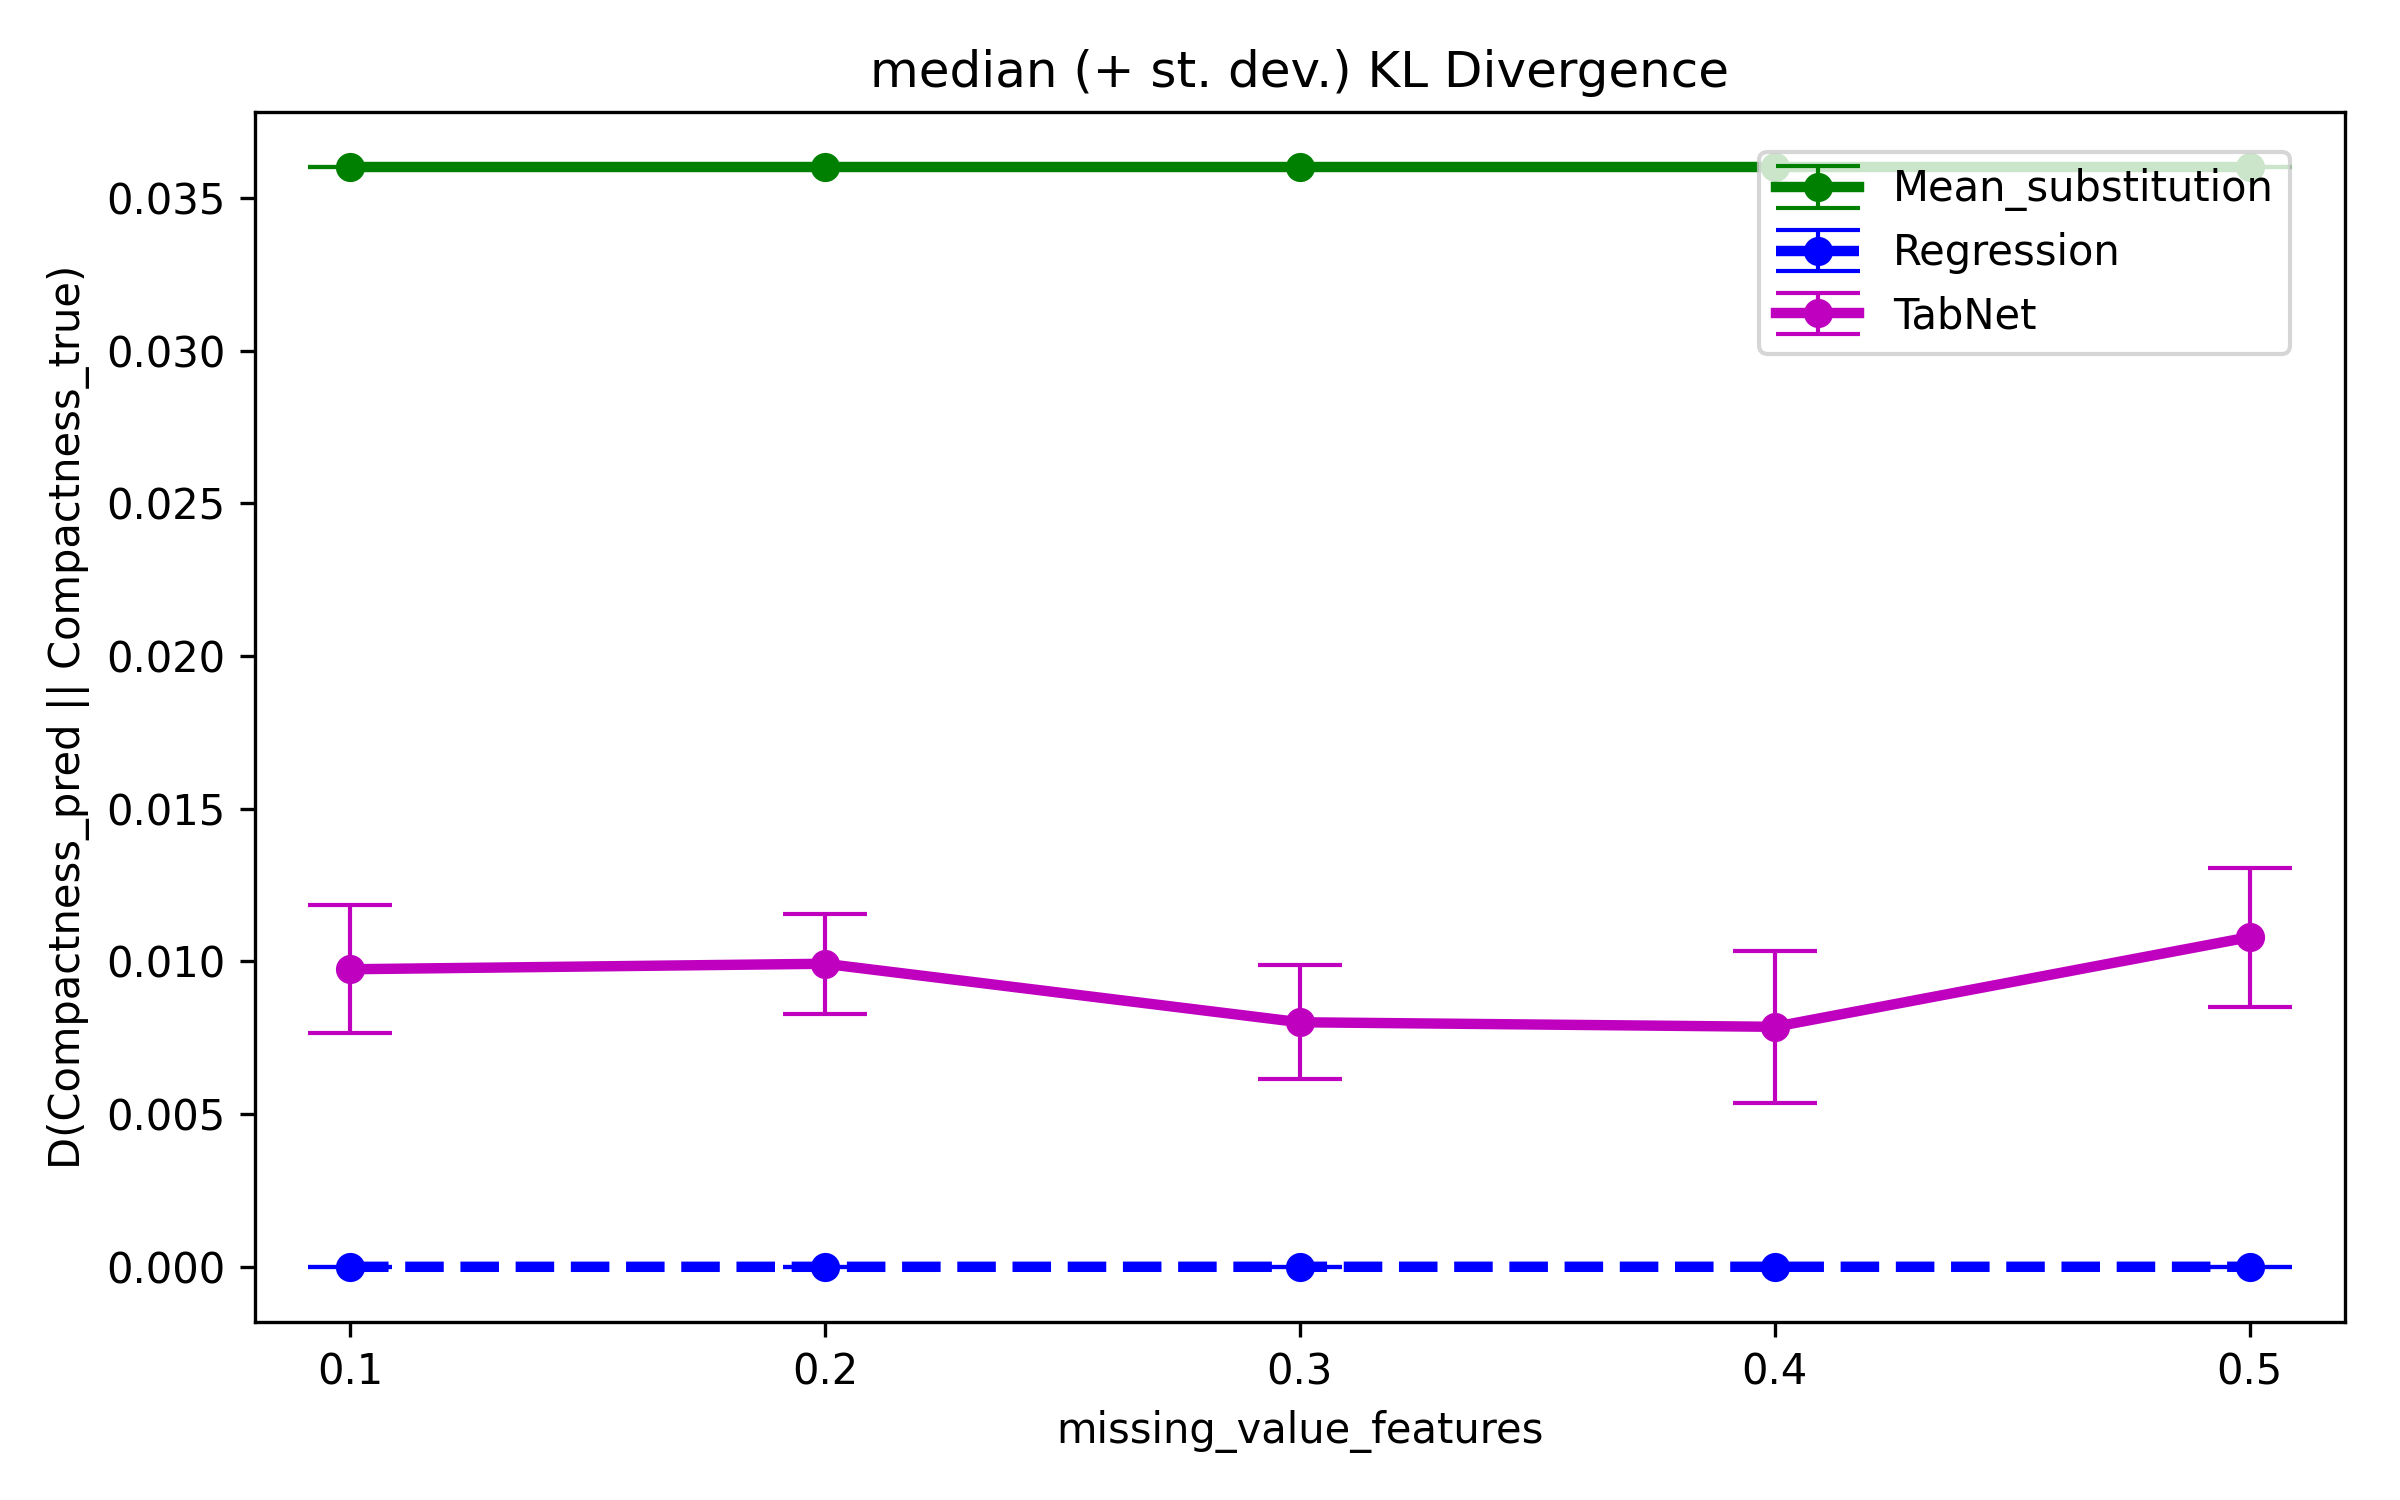 median (+ st. dev.) KL Divergence
D(Compactness_pred || Compactness_true)
0.035
0.030
0.025
0.020
0.015
0.010
0.005
0.000
Mean_substitution
Regression
TabNet
0.1 0.2 0.3 0.4 0.5
missing_value_features